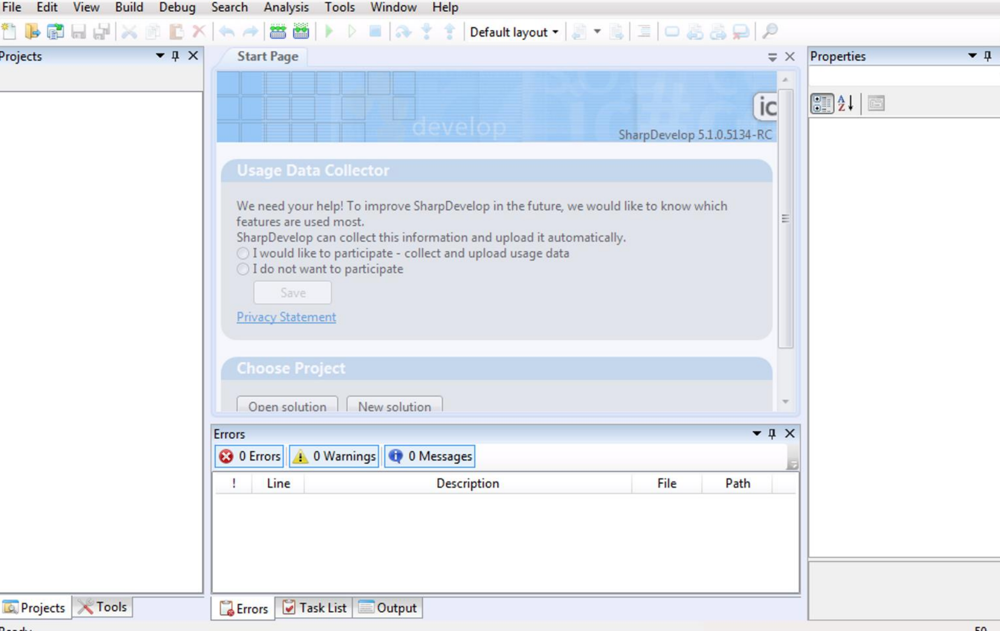 File Edit View Build Debug Search Analysis Tools Window Help
Default layout
Projects
Start Page
Properties
develop
ic
SharpDevelop 5.1.0.5134-RC
Usage Data Collector
We need your help! To improve SharpDevelop in the future, we would like to know which
features are used most.
SharpDevelop can collect this information and upload it automatically.
I would like to participate - collect and upload usage data
I do not want to participate
Save
Privacy Statement
Choose Project
Open solution New solution
Errors
0 Errors 0 Warnings 0 Messages
! Line Description File Path
Projects Tools
Errors Task List Output